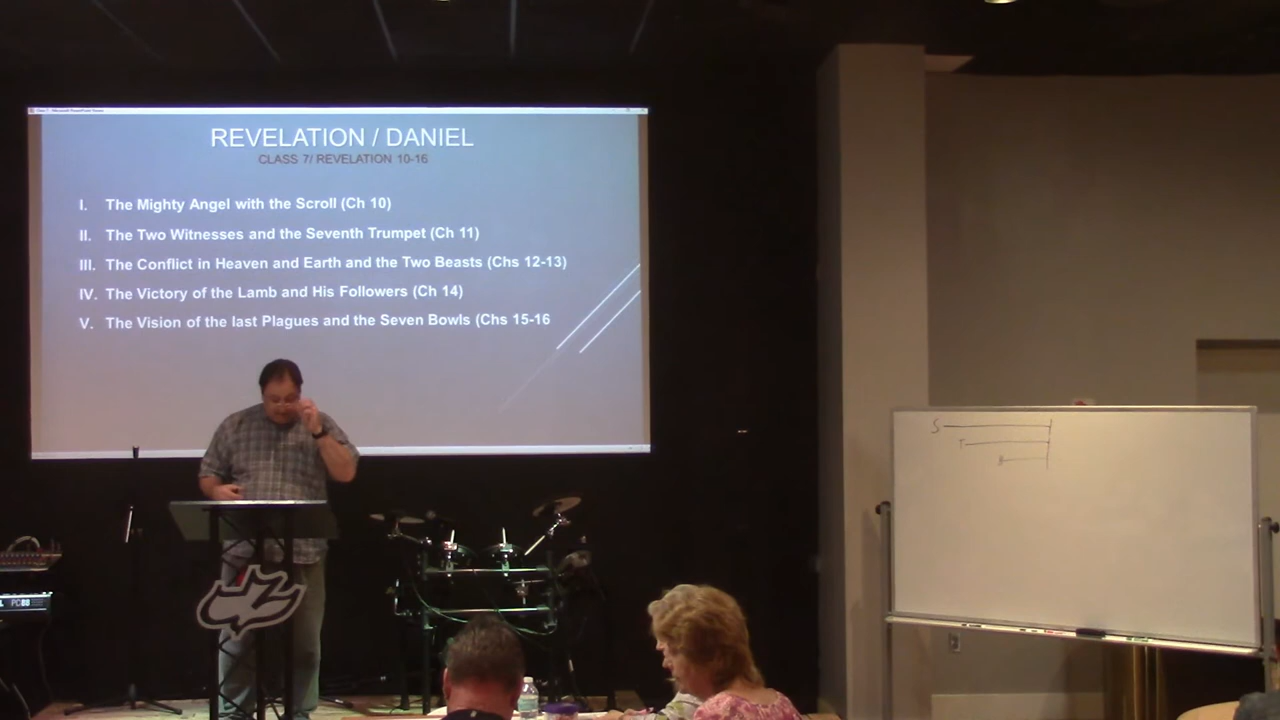 REVELATION / DANIEL
CLASS 7/ REVELATION 10-16
I. The Mighty Angel with the Scroll (Ch 10)
II. The Two Witnesses and the Seventh Trumpet (Ch 11)
III. The Conflict in Heaven and Earth and the Two Beasts (Chs 12-13)
IV. The Victory of the Lamb and His Followers (Ch 14)
V. The Vision of the last Plagues and the Seven Bowls (Chs 15-16
S
T
PC88